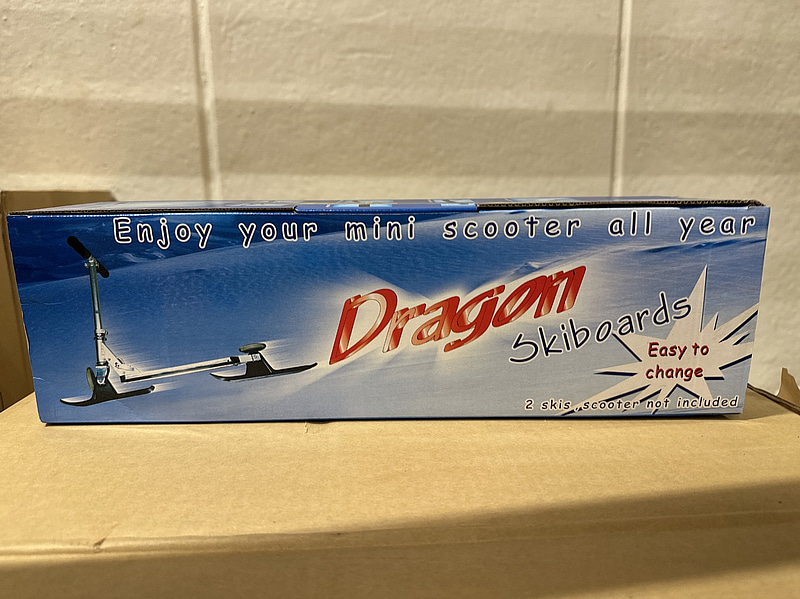 Enjoy your mini scooter all year
Dragon
Skiboards
Easy to
change
2 skis, scooter not included